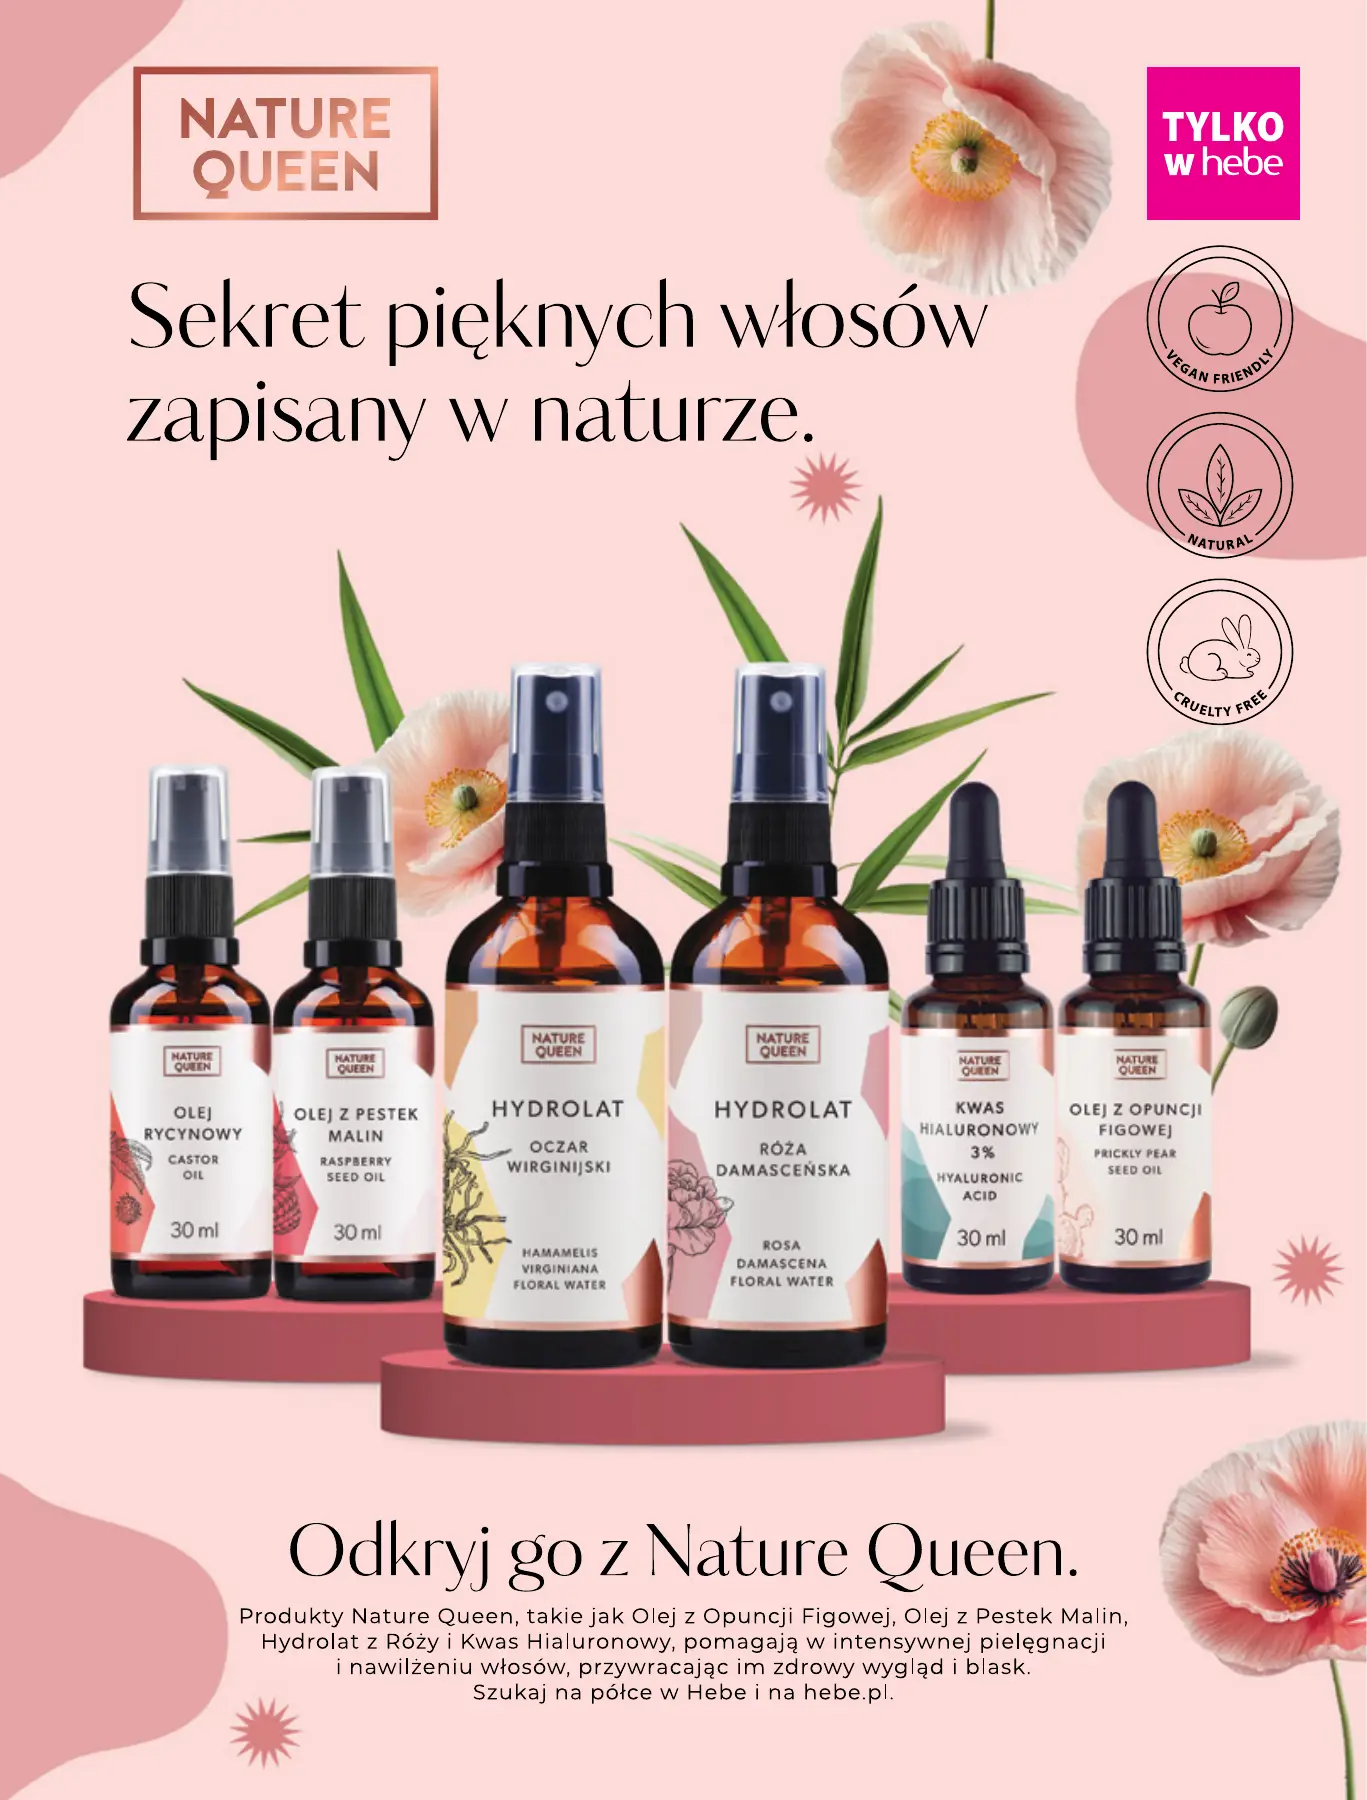 NATURE
QUEEN
TYLKO
w hebe
Sekret pięknych włosów
zapisany w naturze.
VEGAN FRIENDLY
NATURAL
CRUELTY FREE
NATURE
QUEEN
OLEJ
RYCYNOWY
CASTOR
OIL
30 ml
NATURE
QUEEN
OLEJ Z PESTEK
MALIN
RASPBERRY
SEED OIL
30 ml
NATURE
QUEEN
HYDROLAT
OCZAR
WIRGINIJSKI
HAMAMELIS
VIRGINIANA
FLORAL WATER
NATURE
QUEEN
HYDROLAT
RÓŻA
DAMASCEŃSKA
ROSA
DAMASCENA
FLORAL WATER
NATURE
QUEEN
KWAS
HIALURONOWY
3%
HYALURONIC
ACID
30 ml
NATURE
QUEEN
OLEJ Z OPUNCJI
FIGOWEJ
PRICKLY PEAR
SEED OIL
30 ml
Odkryj go z Nature Queen.
Produkty Nature Queen, takie jak Olej z Opuncji Figowej, Olej z Pestek Malin,
Hydrolat z Róży i Kwas Hialuronowy, pomagają w intensywnej pielęgnacji
i nawilżeniu włosów, przywracając im zdrowy wygląd i blask.
Szukaj na półce w Hebe i na hebe.pl.